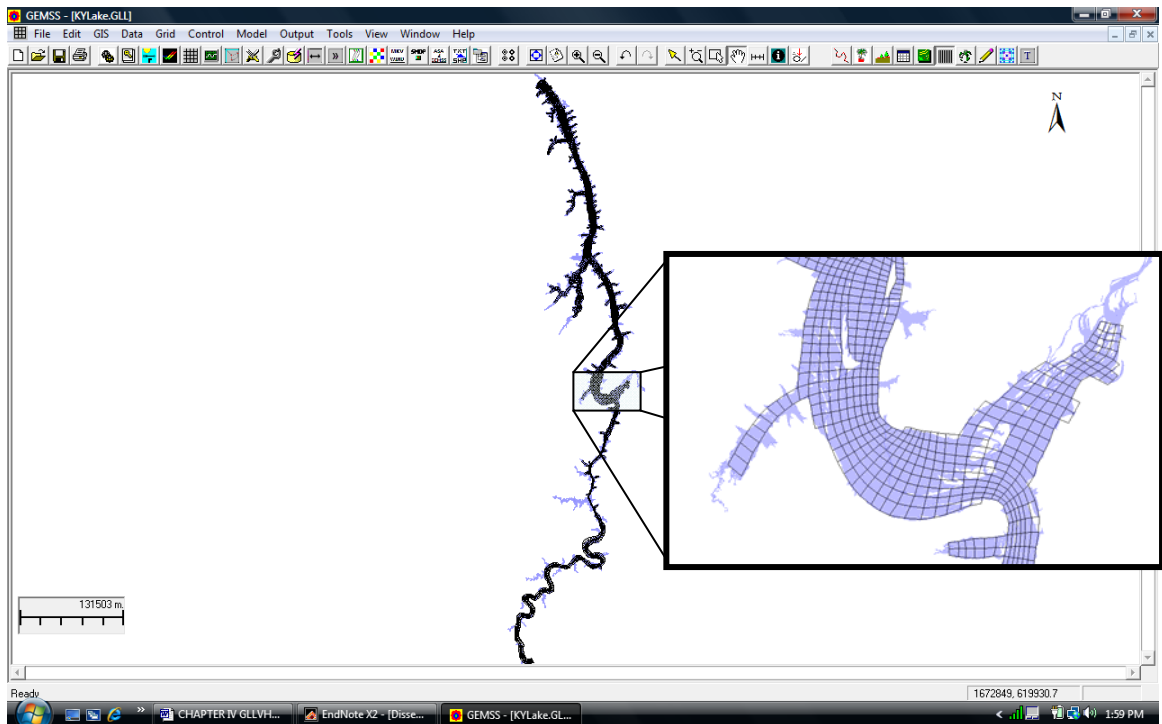 GEMSS - [KYLake.GLL]
File Edit GIS Data Grid Control Model Output Tools View Window Help
N
131503 m.
Ready
1672849, 619930.7
CHAPTER IV GLLVH... EndNote X2 - [Disse... GEMSS - [KYLake.GL... 1:59 PM